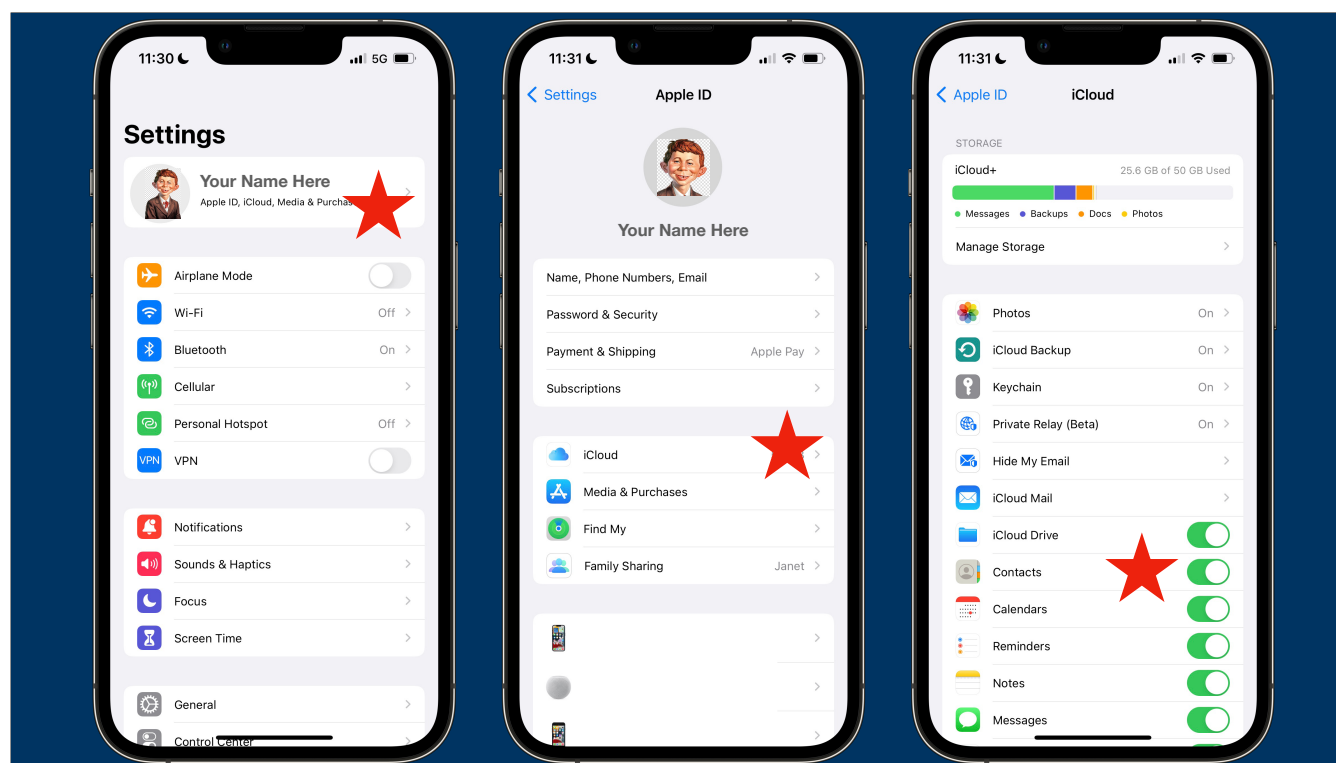 11:30
5G
Settings
Your Name Here
Apple ID, iCloud, Media & Purchas
Airplane Mode
Wi-Fi Off
Bluetooth On
Cellular
Personal Hotspot Off
VPN VPN
Notifications
Sounds & Haptics
Focus
Screen Time
General
Control Center
11:31
Settings Apple ID
Your Name Here
Name, Phone Numbers, Email
Password & Security
Payment & Shipping Apple Pay
Subscriptions
iCloud
Media & Purchases
Find My
Family Sharing Janet
11:31
Apple ID iCloud
STORAGE
iCloud+ 25.6 GB of 50 GB Used
Messages Backups Docs Photos
Manage Storage
Photos On
iCloud Backup On
Keychain On
Private Relay (Beta) On
Hide My Email
iCloud Mail
iCloud Drive
Contacts
Calendars
Reminders
Notes
Messages